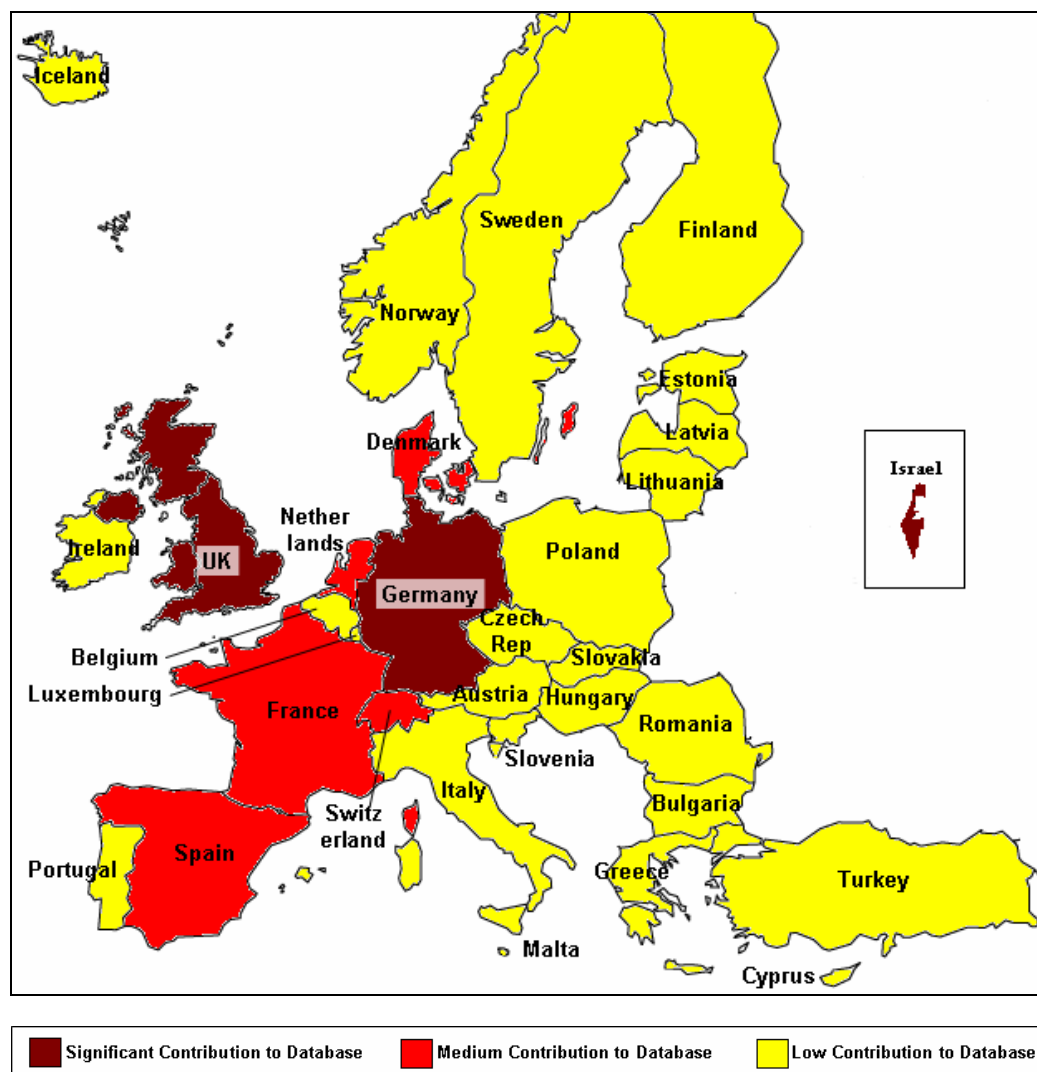 Iceland
Sweden
Finland
Norway
Estonia
Denmark
Latvia
Israel
Lithuania
Nether
lands
Ireland
UK
Poland
Germany
Czech
Rep
Belgium
Slovakia
Luxembourg
Austria
Hungary
France
Romania
Slovenia
Italy
Bulgaria
Switz
erland
Spain
Portugal
Greece
Turkey
Malta
Cyprus
Significant Contribution to Database
Medium Contribution to Database
Low Contribution to Database